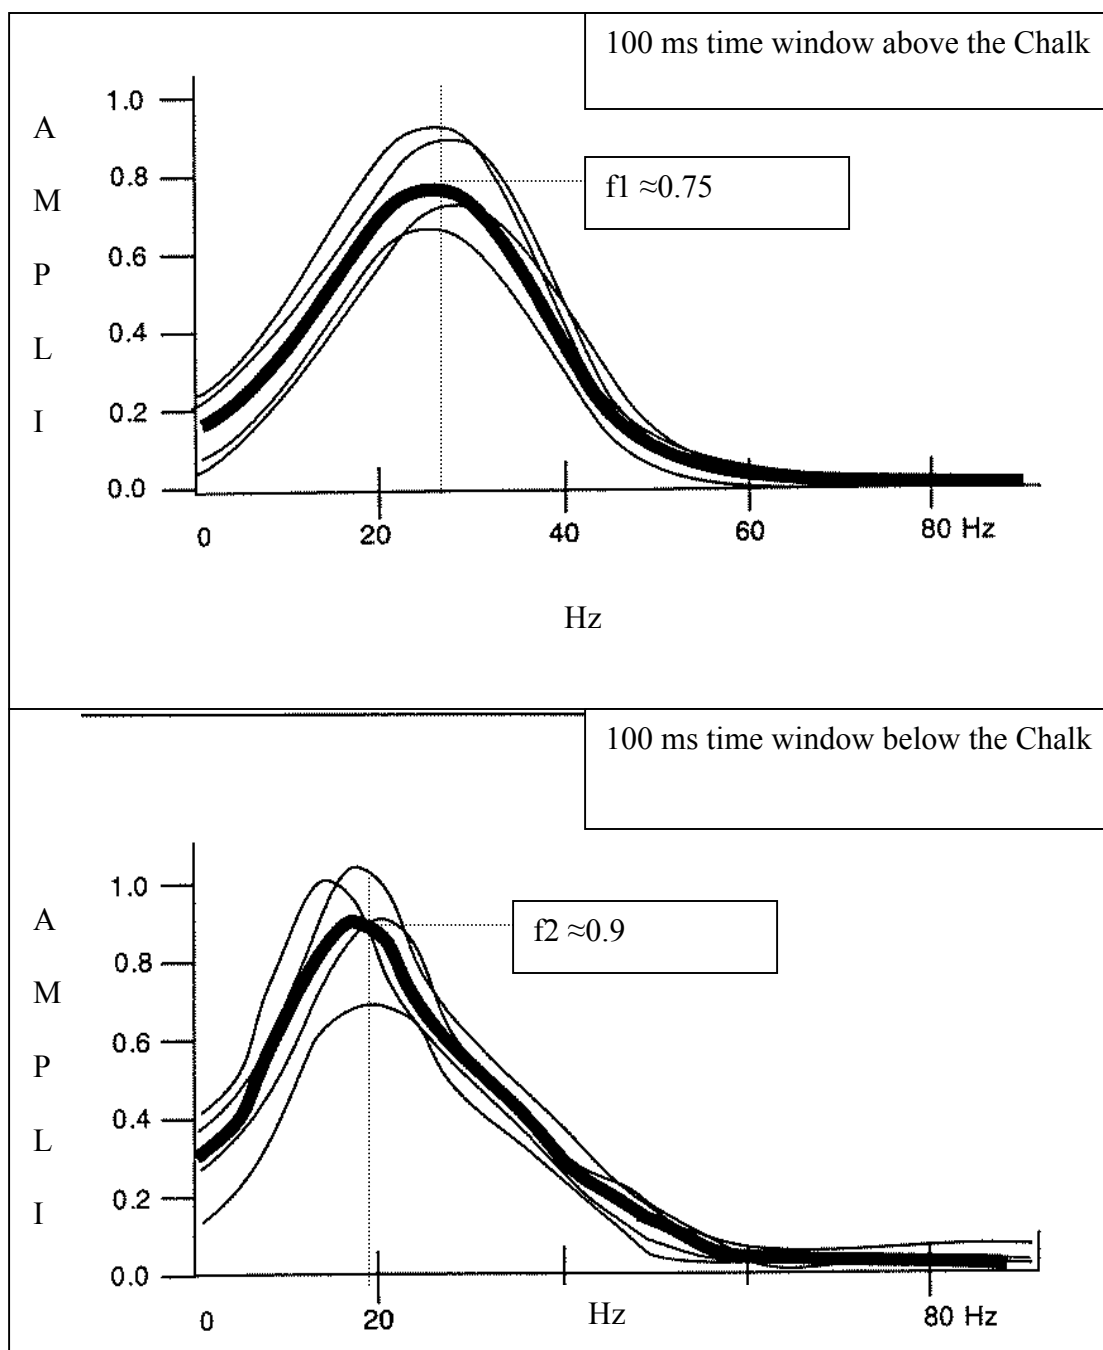 100 ms time window above the Chalk
1.0
A
0.8
M
f1 ≈0.75
0.6
P
0.4
L
0.2
I
0.0
0 20 40 60 80 Hz
Hz
100 ms time window below the Chalk
1.0
A
f2 ≈0.9
0.8
M
0.6
P
0.4
L
0.2
I
0.0
0 20 Hz 80 Hz